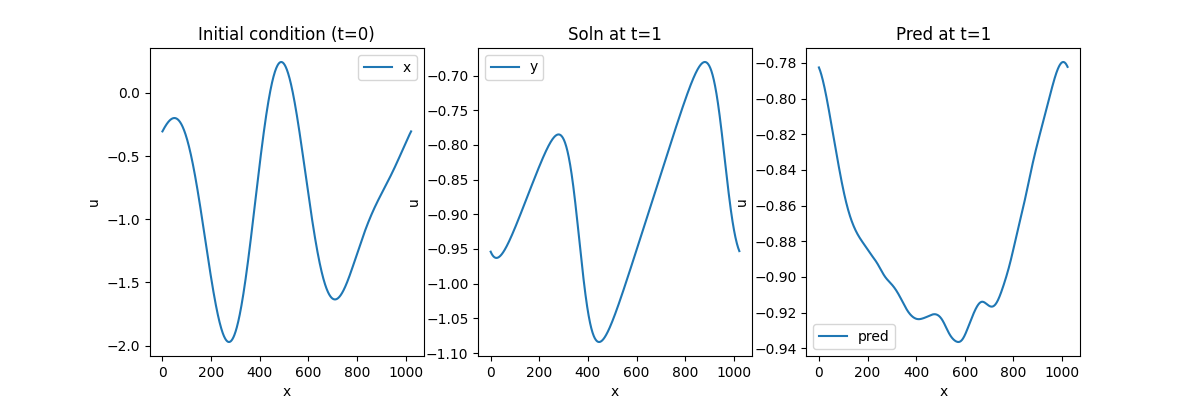 Initial condition (t=0)
x
0.0
−0.5
−1.0
−1.5
−2.0
u
0 200 400 600 800 1000
x
Soln at t=1
y
−0.70
−0.75
−0.80
−0.85
−0.90
−0.95
−1.00
−1.05
−1.10
u
0 200 400 600 800 1000
x
Pred at t=1
−0.78
−0.80
−0.82
−0.84
−0.86
−0.88
−0.90
−0.92
−0.94
u
pred
0 200 400 600 800 1000
x